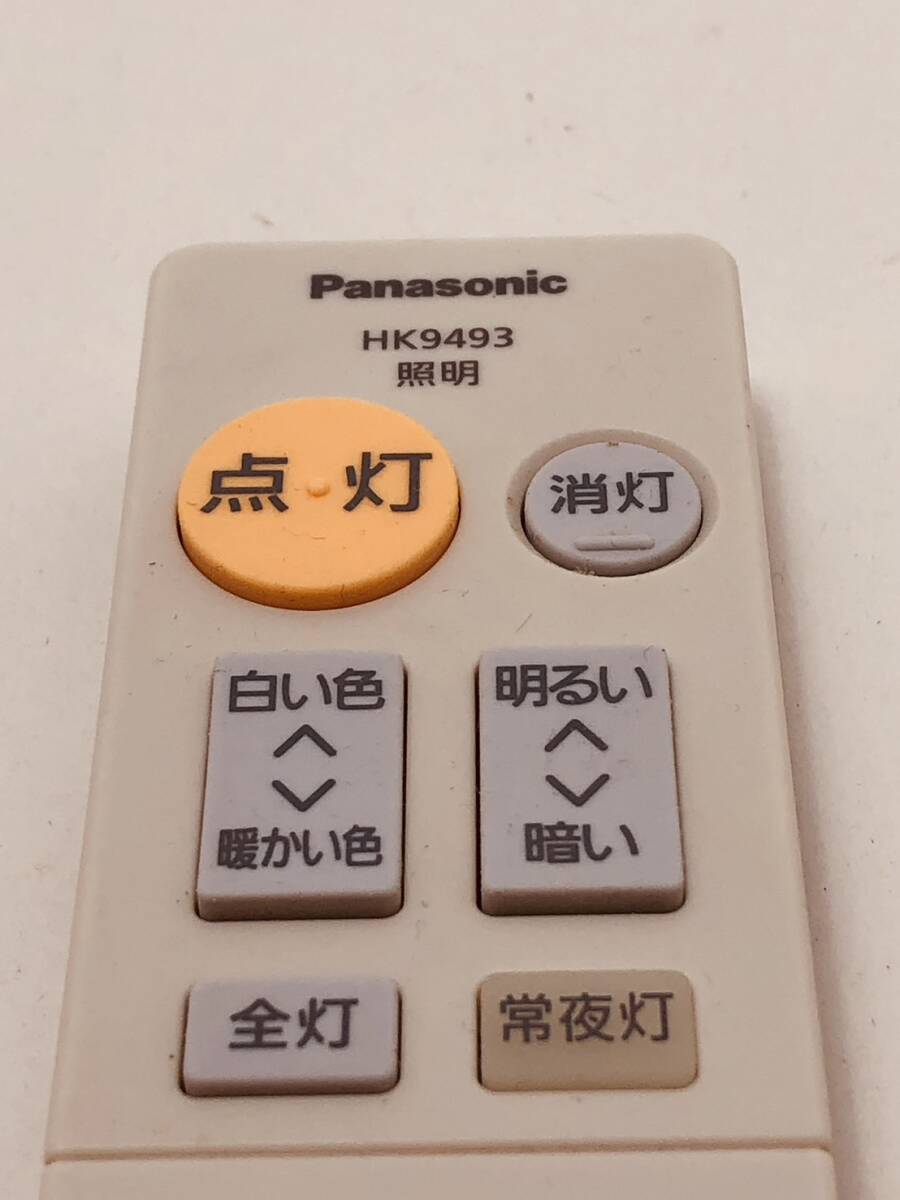 Panasonic
HK9493
照明
点灯
消灯
白い色
暖かい色
明るい
暗い
全灯
常夜灯